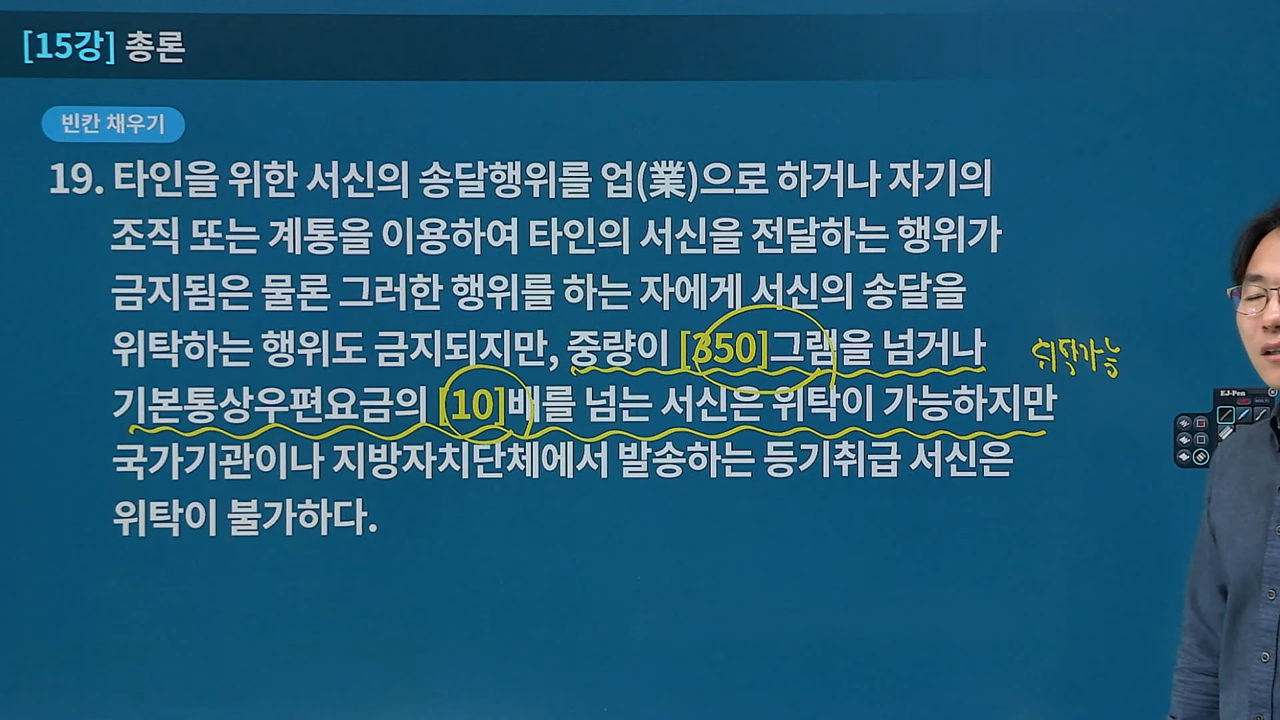 [15강] 총론
빈칸 채우기
19. 타인을 위한 서신의 송달행위를 업(業)으로 하거나 자기의
조직 또는 계통을 이용하여 타인의 서신을 전달하는 행위가
금지됨은 물론 그러한 행위를 하는 자에게 서신의 송달을
위탁하는 행위도 금지되지만, 중량이 [350]그램을 넘거나
위탁가능
기본통상우편요금의 [10]배를 넘는 서신은 위탁이 가능하지만
국가기관이나 지방자치단체에서 발송하는 등기취급 서신은
위탁이 불가하다.
EJ-Pen